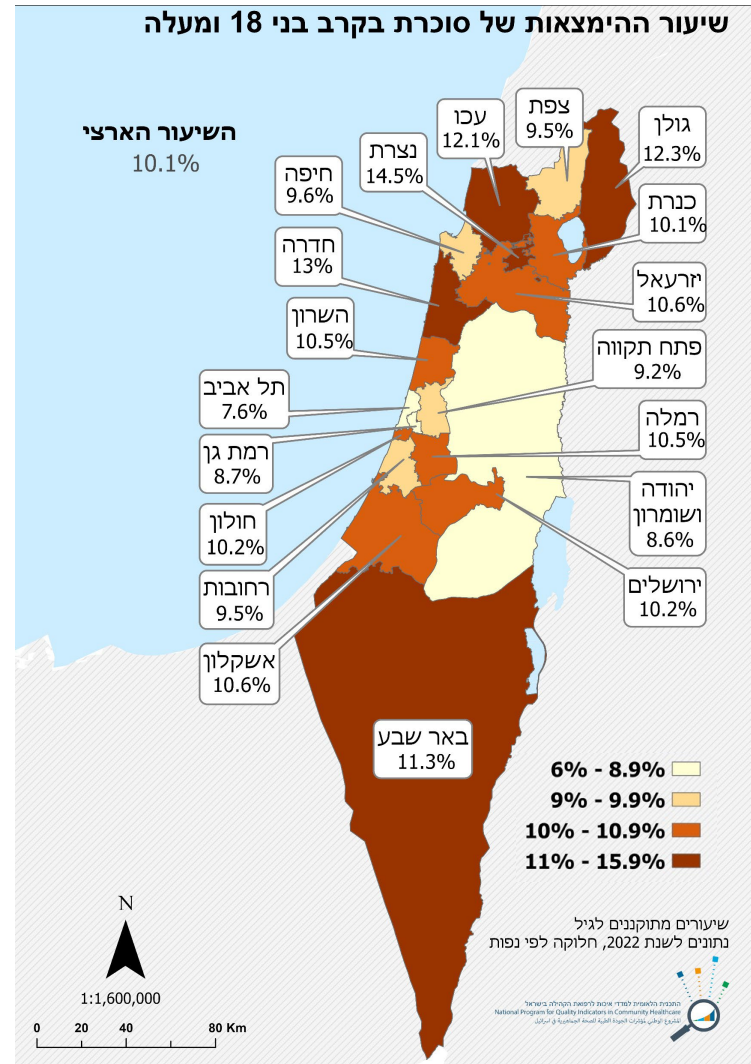 שיעור ההימצאות של סוכרת בקרב בני 18 ומעלה
השיעור הארצי
10.1%
צפת
9.5%
עכו
12.1%
גולן
12.3%
נצרת
14.5%
חיפה
9.6%
כנרת
10.1%
חדרה
13%
יזרעאל
10.6%
השרון
10.5%
פתח תקווה
9.2%
תל אביב
7.6%
רמלה
10.5%
רמת גן
8.7%
יהודה
ושומרון
8.6%
חולון
10.2%
רחובות
9.5%
ירושלים
10.2%
אשקלון
10.6%
באר שבע
11.3%
6% - 8.9%
9% - 9.9%
10% - 10.9%
11% - 15.9%
שיעורים מתוקננים לגיל
נתונים לשנת 2022, חלוקה לפי נפות
N
1:1,600,000
0 20 40 80 Km
התכנית הלאומית למדדי איכות לרפואת הקהילה בישראל
National Program for Quality Indicators in Community Healthcare